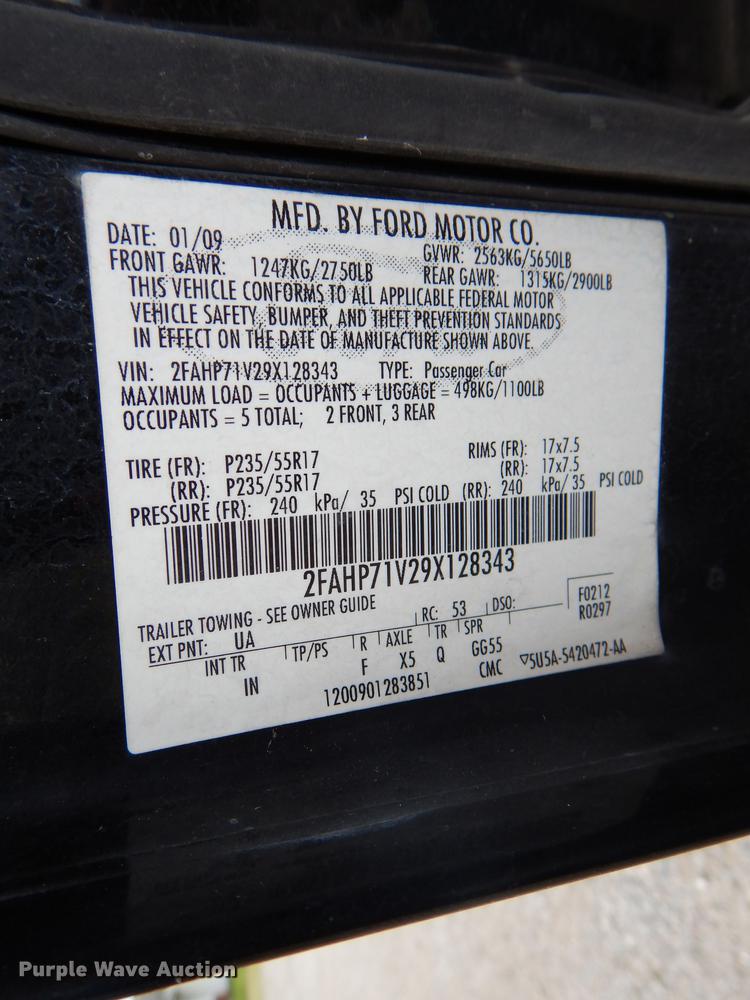 MFD. BY FORD MOTOR CO.
DATE: 01/09 GVWR: 2563KG/5650LB
FRONT GAWR: 1247KG/2750LB REAR GAWR: 1315KG/2900LB
THIS VEHICLE CONFORMS TO ALL APPLICABLE FEDERAL MOTOR
VEHICLE SAFETY, BUMPER, AND THEFT PREVENTION STANDARDS
IN EFFECT ON THE DATE OF MANUFACTURE SHOWN ABOVE.
VIN: 2FAHP71V29X128343 TYPE: Passenger Car
MAXIMUM LOAD = OCCUPANTS + LUGGAGE = 498KG/1100LB
OCCUPANTS = 5 TOTAL; 2 FRONT, 3 REAR
TIRE (FR): P235/55R17 RIMS (FR): 17x7.5
(RR): P235/55R17 (RR): 17x7.5
PRESSURE (FR): 240 kPa/ 35 PSI COLD (RR): 240 kPa/ 35 PSI COLD
2FAHP71V29X128343
TRAILER TOWING - SEE OWNER GUIDE
EXT PNT: UA RC: 53 DSO: F0212
R0297
INT TR TP/PS R AXLE TR SPR
IN F X5 Q GG55
1200901283851 CMC ▽5U5A-5420472-AA
Purple Wave Auction